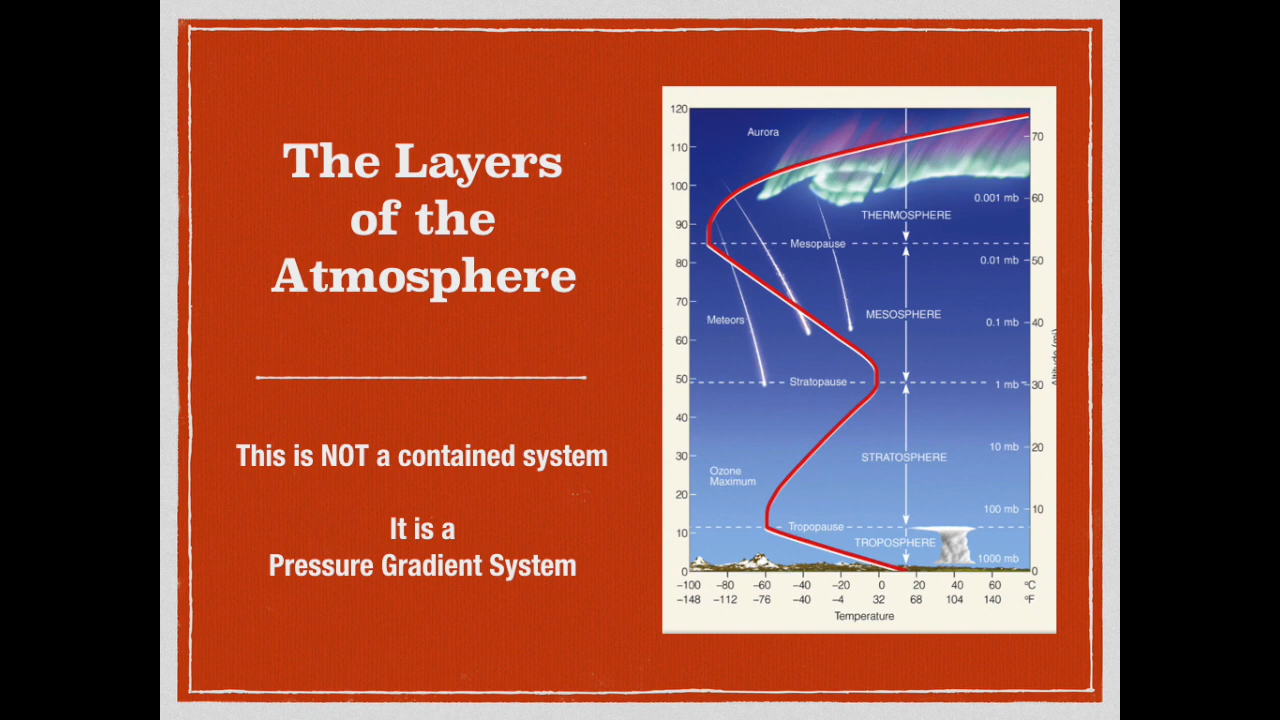 The Layers
of the
Atmosphere
This is NOT a contained system
It is a
Pressure Gradient System
120
110
100
90
80
70
60
50
40
30
20
10
0
Aurora
THERMOSPHERE
Mesopause
MESOSPHERE
Meteors
Stratopause
STRATOSPHERE
Ozone
Maximum
Tropopause
TROPOSPHERE
0.001 mb
0.01 mb
0.1 mb
1 mb
10 mb
100 mb
1000 mb
70
60
50
40
30
20
10
0
Altitude (mi)
−100 −80 −60 −40 −20 0 20 40 60 °C
−148 −112 −76 −40 −4 32 68 104 140 °F
Temperature